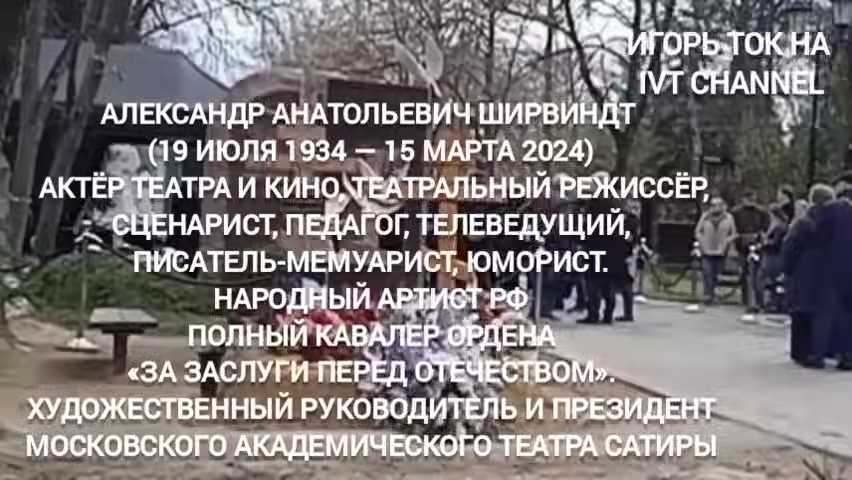 ИГОРЬ ТОК НА
IVT CHANNEL
АЛЕКСАНДР АНАТОЛЬЕВИЧ ШИРВИНДТ
(19 ИЮЛЯ 1934 — 15 МАРТА 2024)
АКТЁР ТЕАТРА И КИНО, ТЕАТРАЛЬНЫЙ РЕЖИССЁР,
СЦЕНАРИСТ, ПЕДАГОГ, ТЕЛЕВЕДУЩИЙ,
ПИСАТЕЛЬ-МЕМУАРИСТ, ЮМОРИСТ.
НАРОДНЫЙ АРТИСТ РФ
ПОЛНЫЙ КАВАЛЕР ОРДЕНА
«ЗА ЗАСЛУГИ ПЕРЕД ОТЕЧЕСТВОМ».
ХУДОЖЕСТВЕННЫЙ РУКОВОДИТЕЛЬ И ПРЕЗИДЕНТ
МОСКОВСКОГО АКАДЕМИЧЕСКОГО ТЕАТРА САТИРЫ